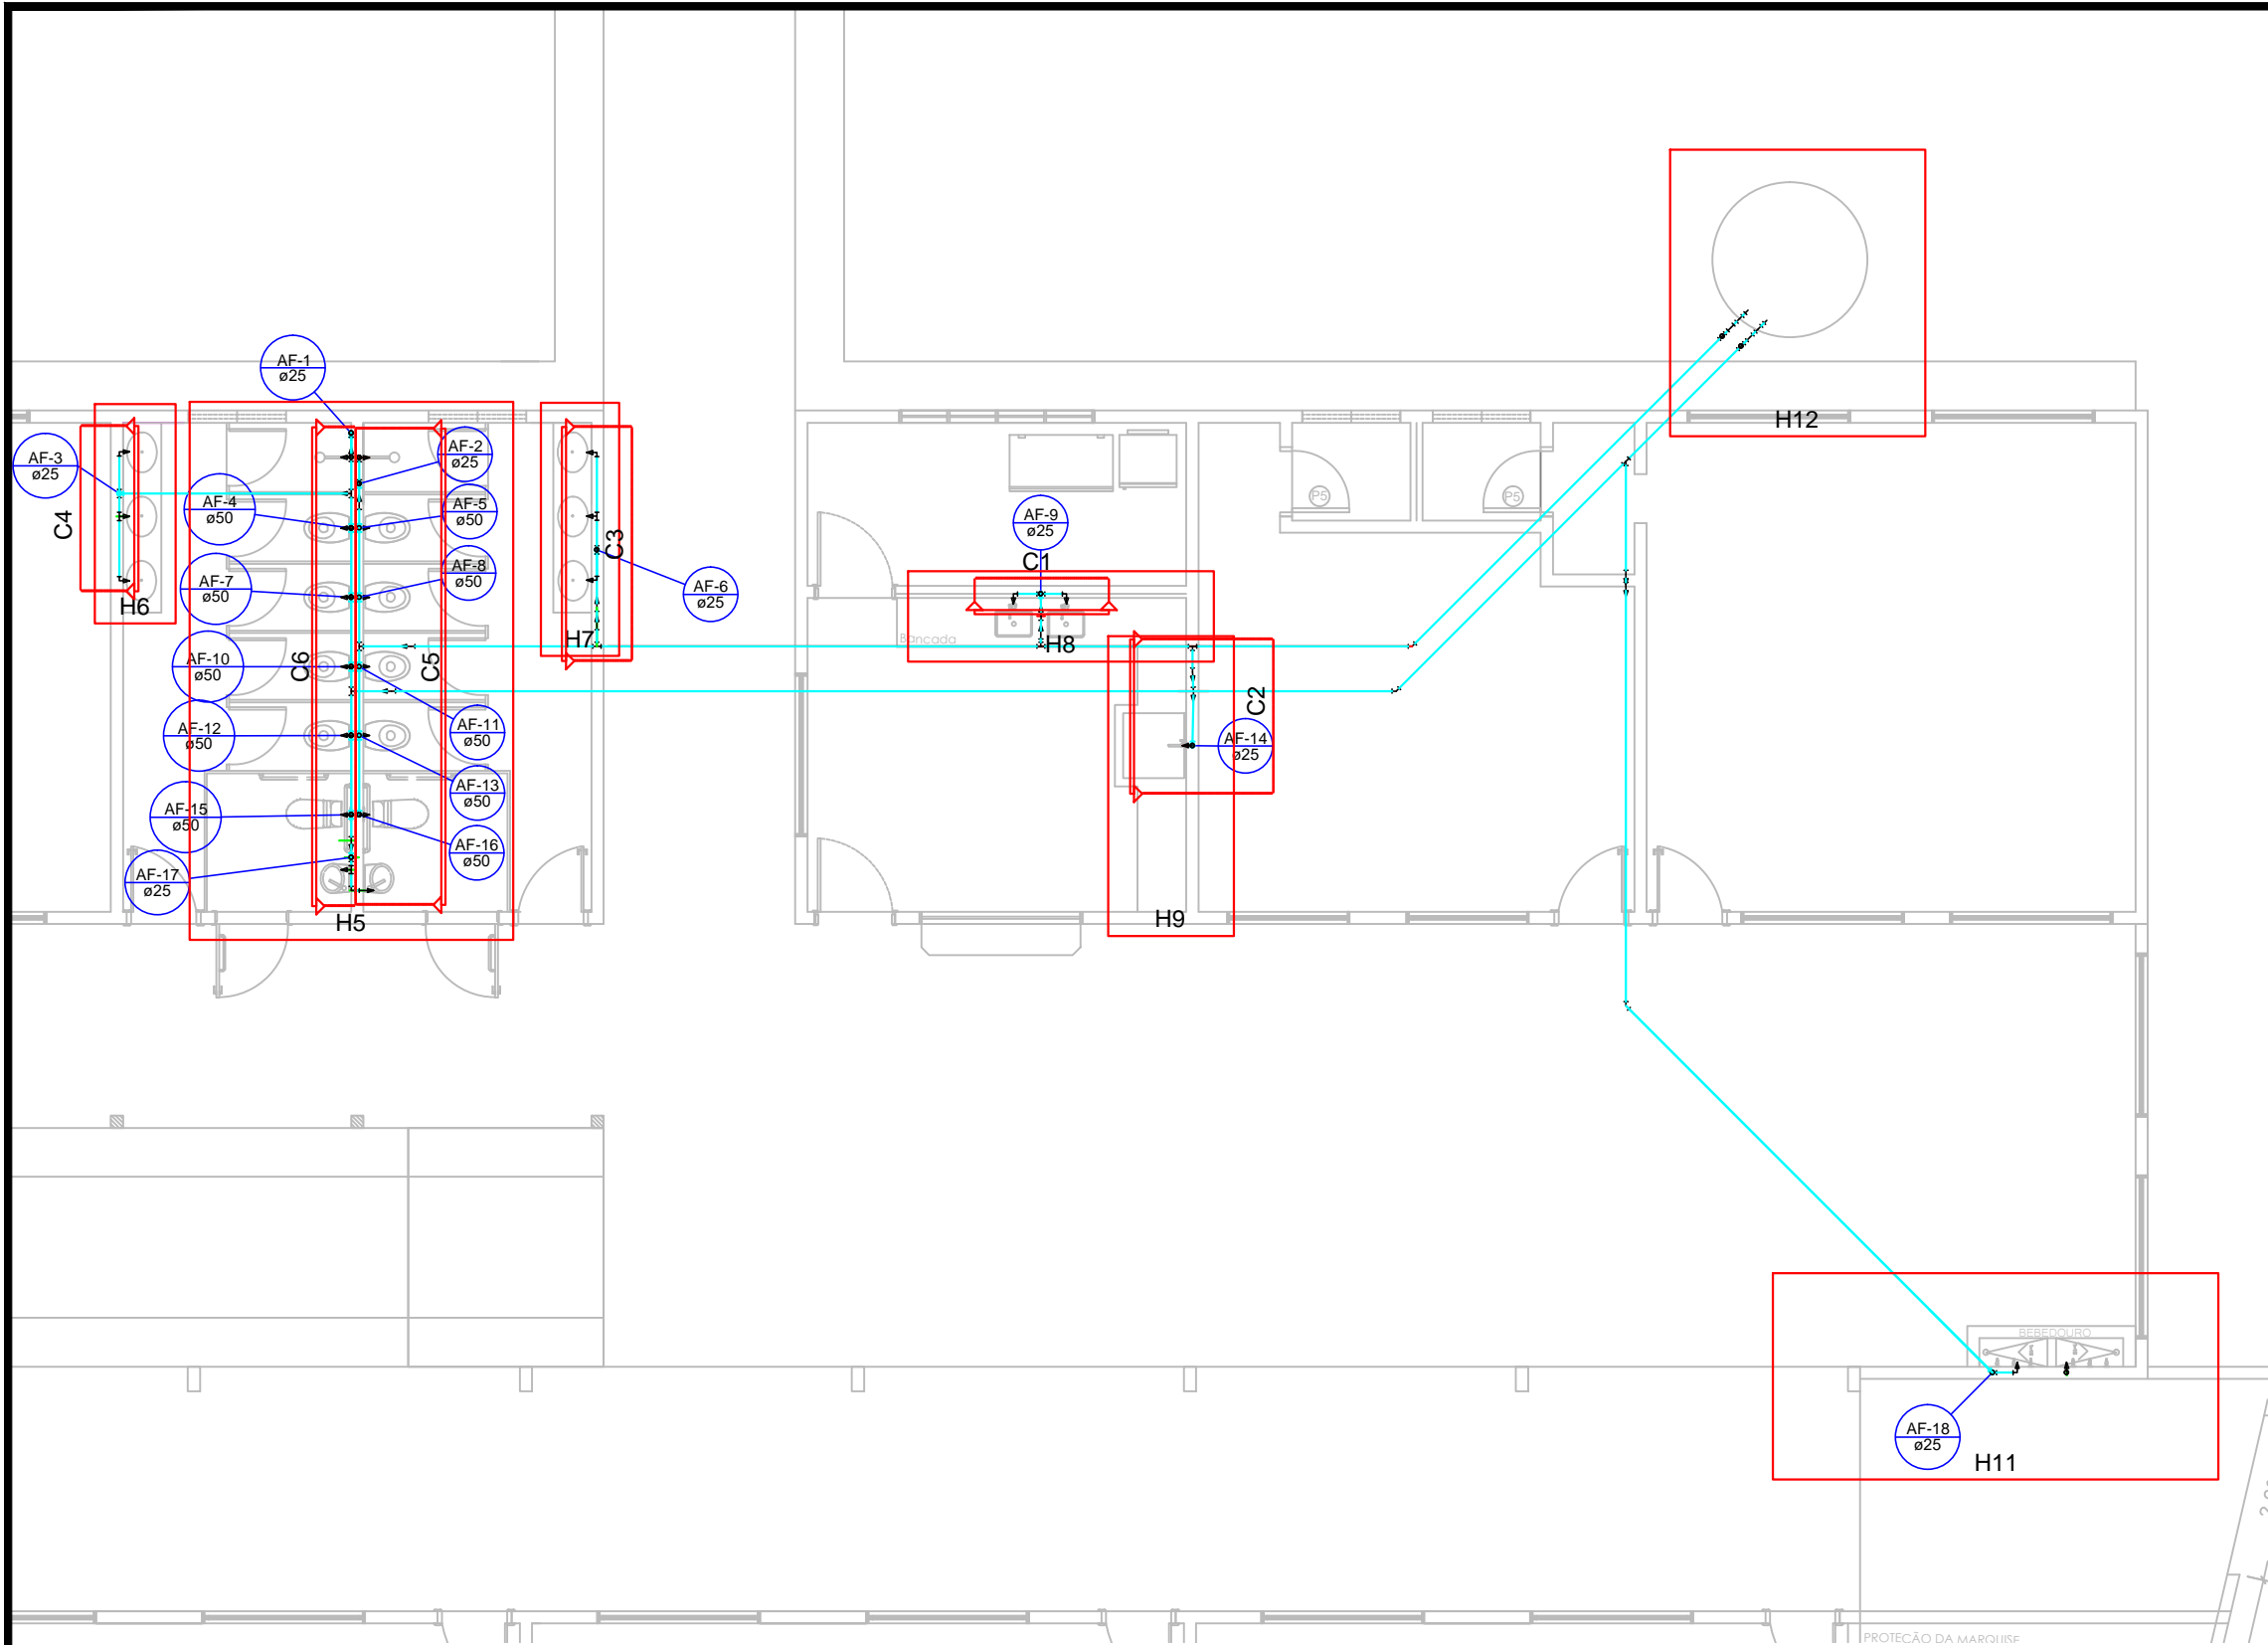 AF-1
ø25
H12
AF-2
ø25
AF-3
ø25
AF-4
ø50
AF-5
ø50
P5
P5
C4
AF-9
ø25
C3
C1
AF-8
ø50
AF-7
ø50
AF-6
ø25
H6
H7
Bancada
H8
AF-10
ø50
C6
C5
C2
AF-12
ø50
AF-11
ø50
AF-14
ø25
AF-13
ø50
AF-15
ø50
AF-16
ø50
AF-17
ø25
H5
H9
BEBEDOURO
AF-18
ø25
H11
PROTEÇÃO DA MARQUISE